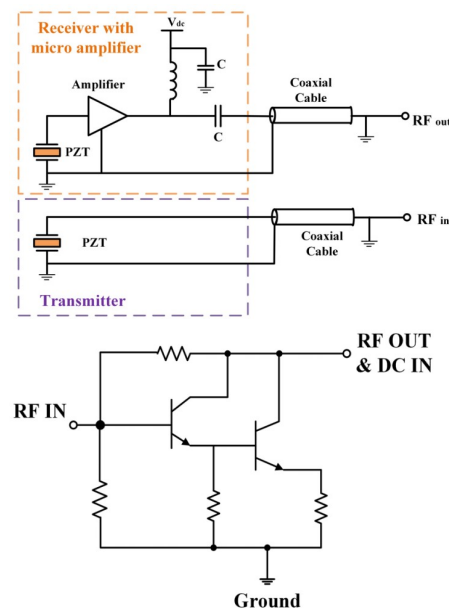 Receiver with
micro amplifier
Vdc
C
Amplifier
Coaxial
Cable
C
RF out
PZT
RF in
PZT
Coaxial
Cable
Transmitter
RF OUT
& DC IN
RF IN
Ground